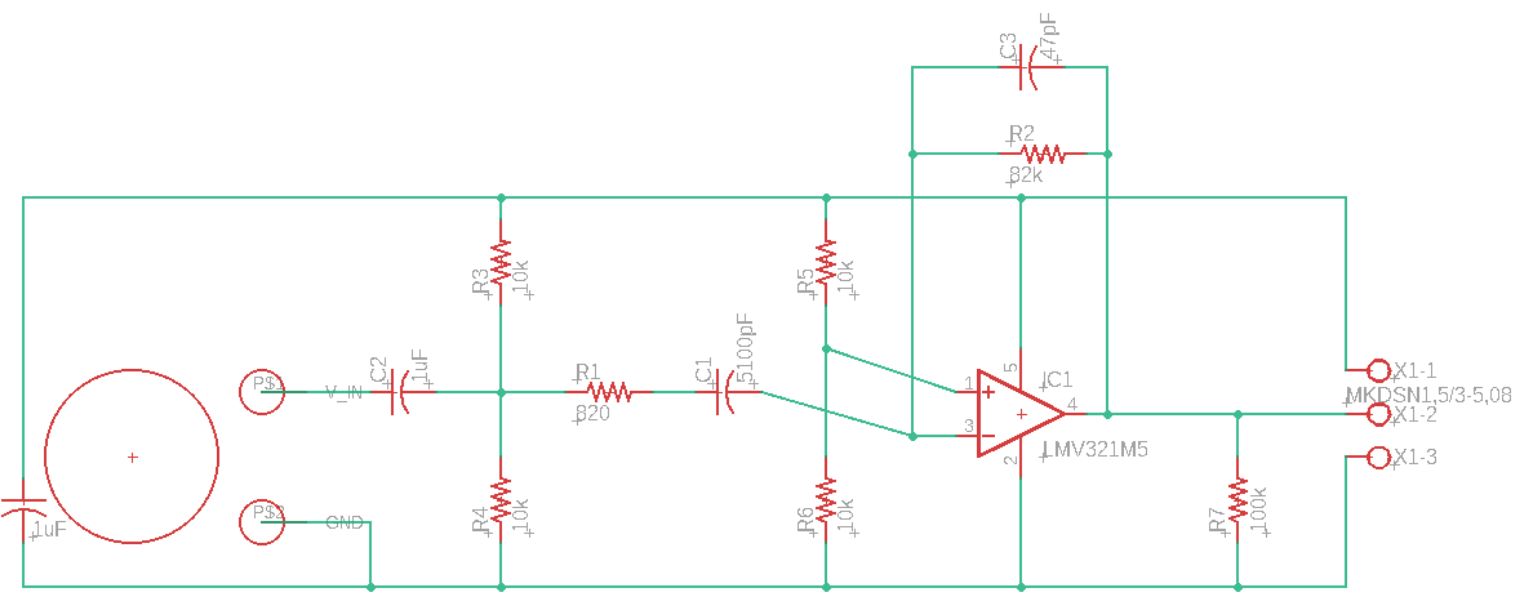 C3
47pF
R2
82k
R3
10k
R5
10k
P$1
V_IN
C2
1uF
R1
820
C1
5100pF
1
3
5
2
4
IC1
LMV321M5
X1-1
MKDSN1,5/3-5,08
X1-2
X1-3
1uF
P$2
GND
R4
10k
R6
10k
R7
100k